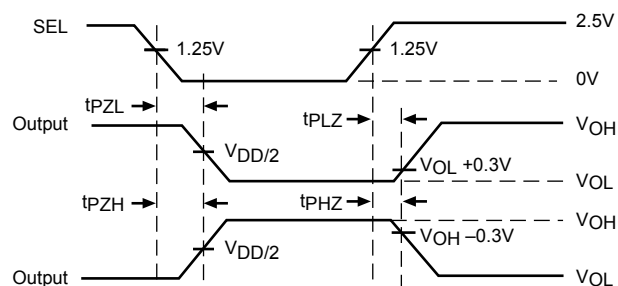 SEL
2.5V
1.25V
1.25V
0V
tPZL
tPLZ
Output
VOH
VDD/2
VOL +0.3V
VOL
tPZH
tPHZ
VOH
VOH –0.3V
VDD/2
Output
VOL